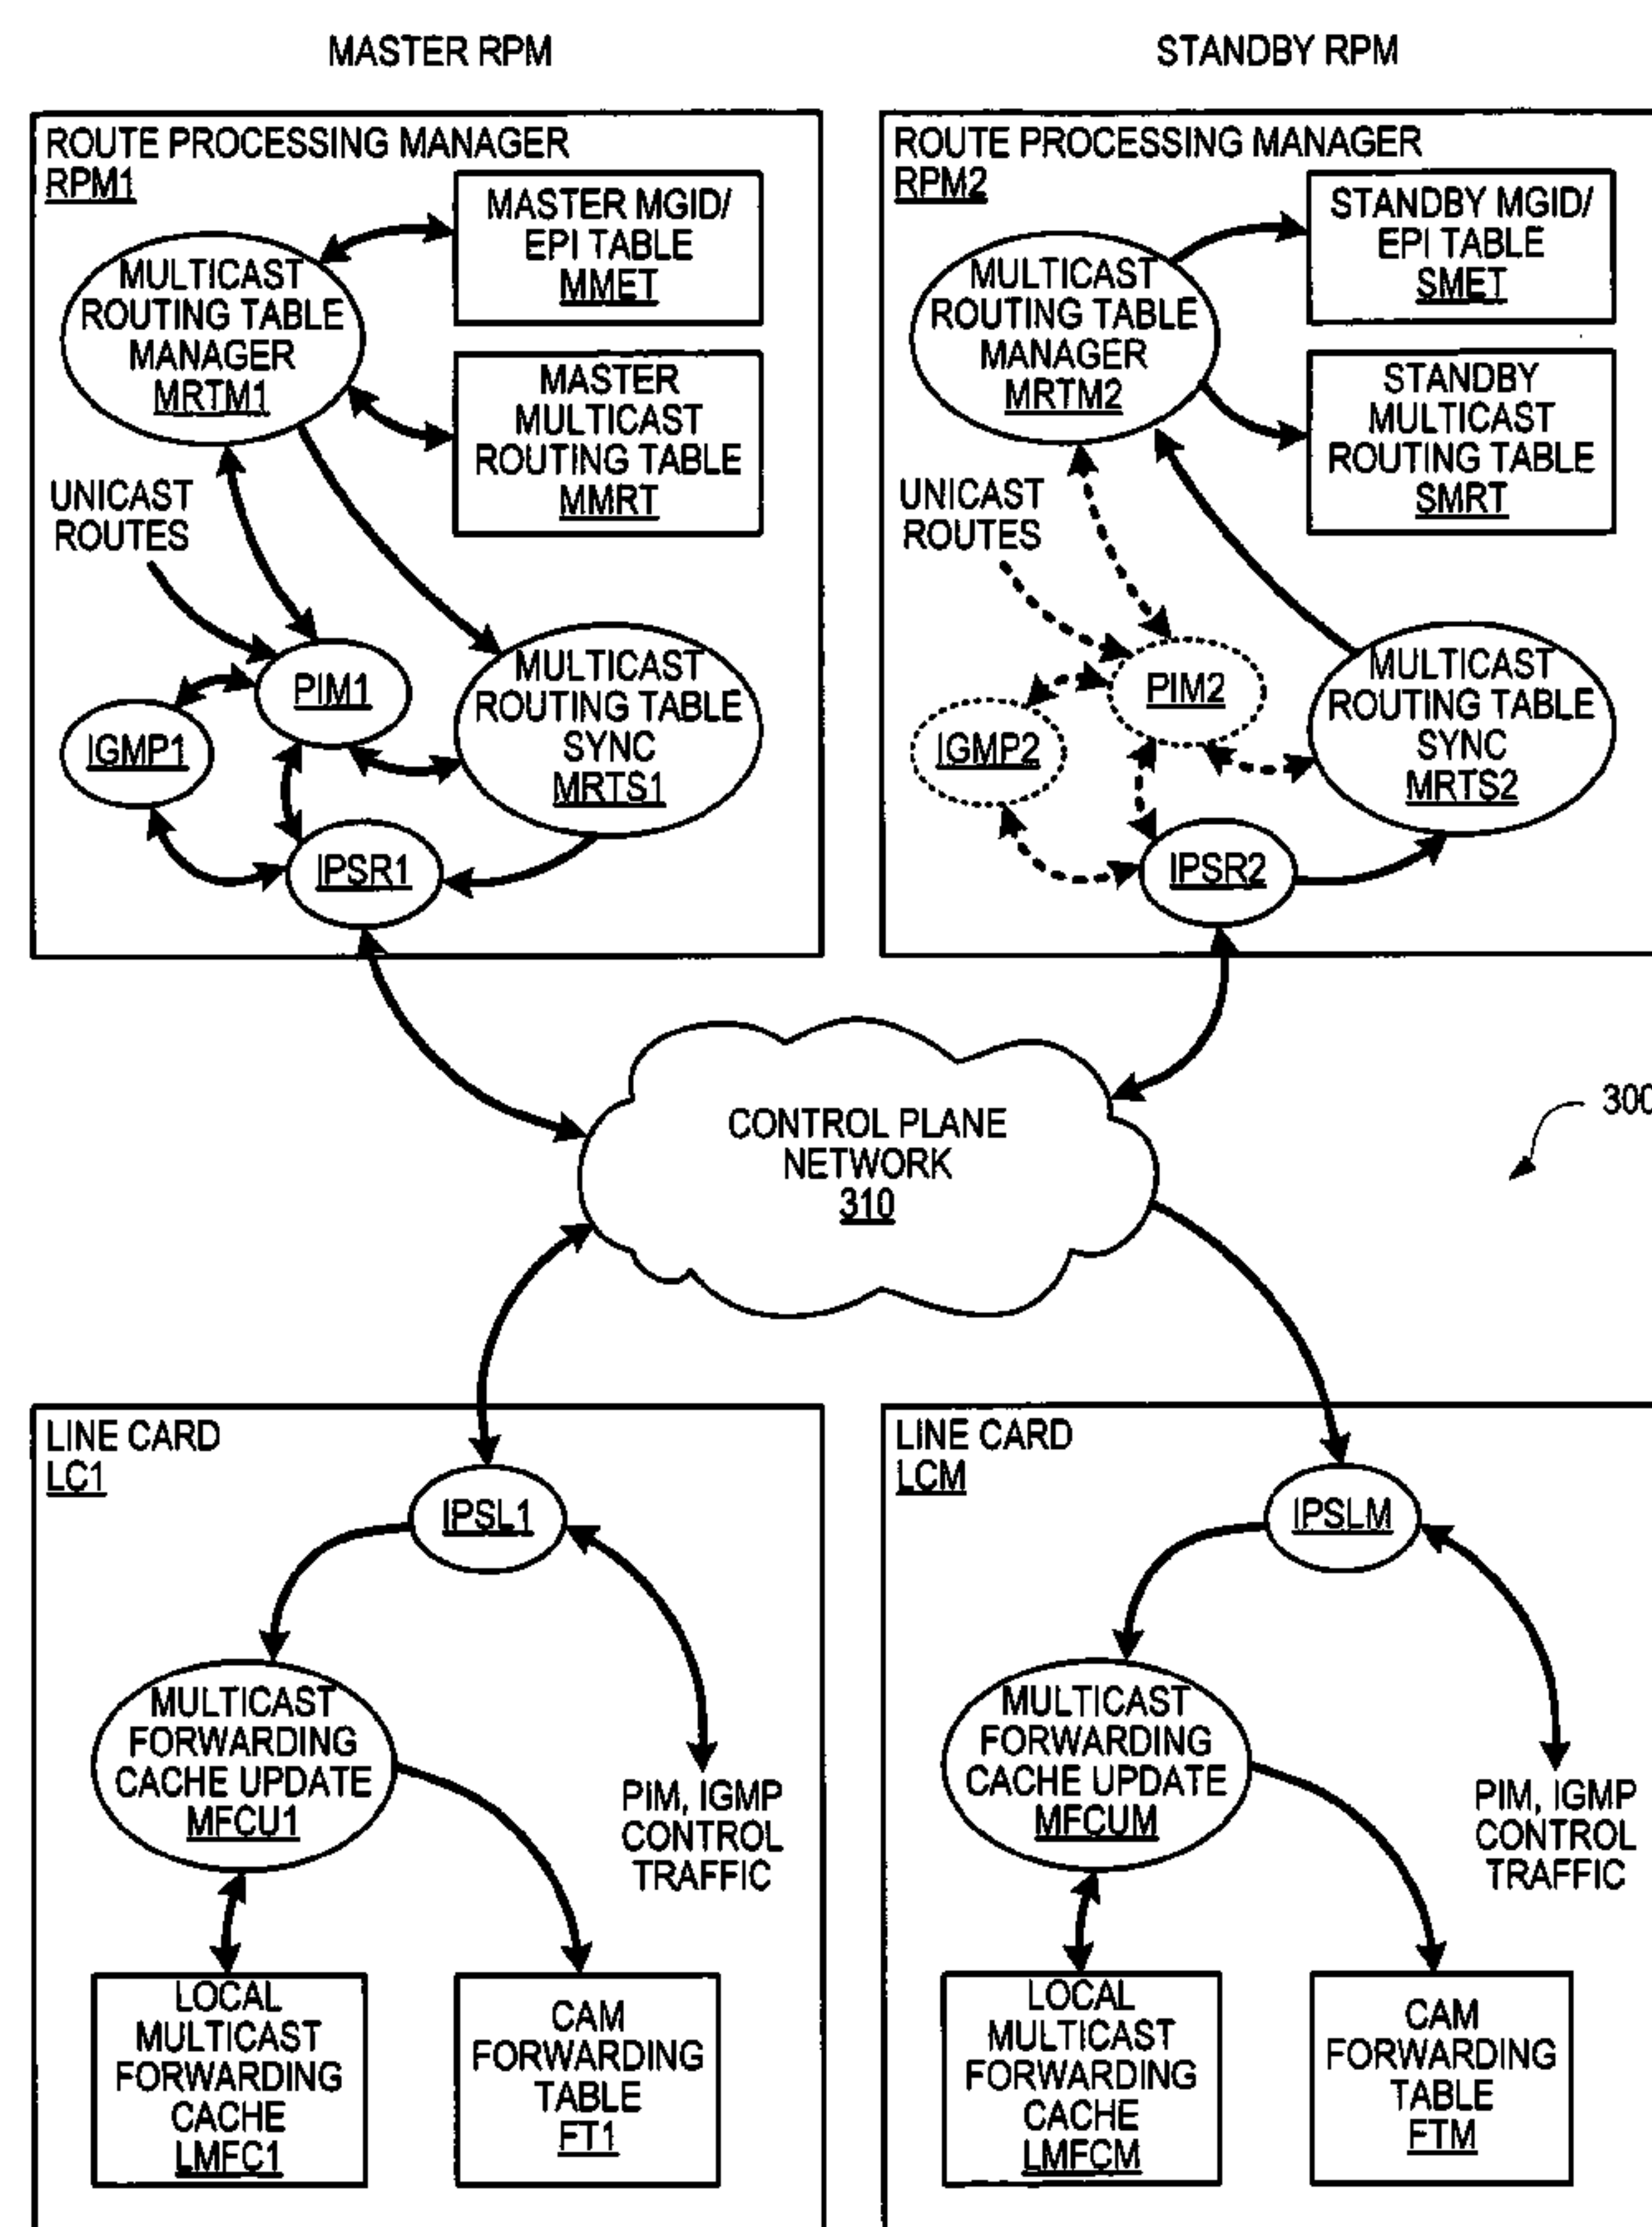 MASTER RPM
STANDBY RPM
ROUTE PROCESSING MANAGER
RPM1
MASTER MGID/
EPI TABLE
MMET
MULTICAST
ROUTING TABLE
MANAGER
MRTM1
MASTER
MULTICAST
ROUTING TABLE
MMRT
UNICAST
ROUTES
PIM1
IGMP1
MULTICAST
ROUTING TABLE
SYNC
MRTS1
IPSR1
ROUTE PROCESSING MANAGER
RPM2
STANDBY MGID/
EPI TABLE
SMET
MULTICAST
ROUTING TABLE
MANAGER
MRTM2
STANDBY
MULTICAST
ROUTING TABLE
SMRT
UNICAST
ROUTES
PIM2
IGMP2
MULTICAST
ROUTING TABLE
SYNC
MRTS2
IPSR2
CONTROL PLANE
NETWORK
310
300
LINE CARD
LC1
IPSL1
MULTICAST
FORWARDING
CACHE UPDATE
MFCU1
PIM, IGMP
CONTROL
TRAFFIC
LOCAL
MULTICAST
FORWARDING
CACHE
LMFC1
CAM
FORWARDING
TABLE
FT1
LINE CARD
LCM
IPSLM
MULTICAST
FORWARDING
CACHE UPDATE
MFCUM
PIM, IGMP
CONTROL
TRAFFIC
LOCAL
MULTICAST
FORWARDING
CACHE
LMFCM
CAM
FORWARDING
TABLE
FTM